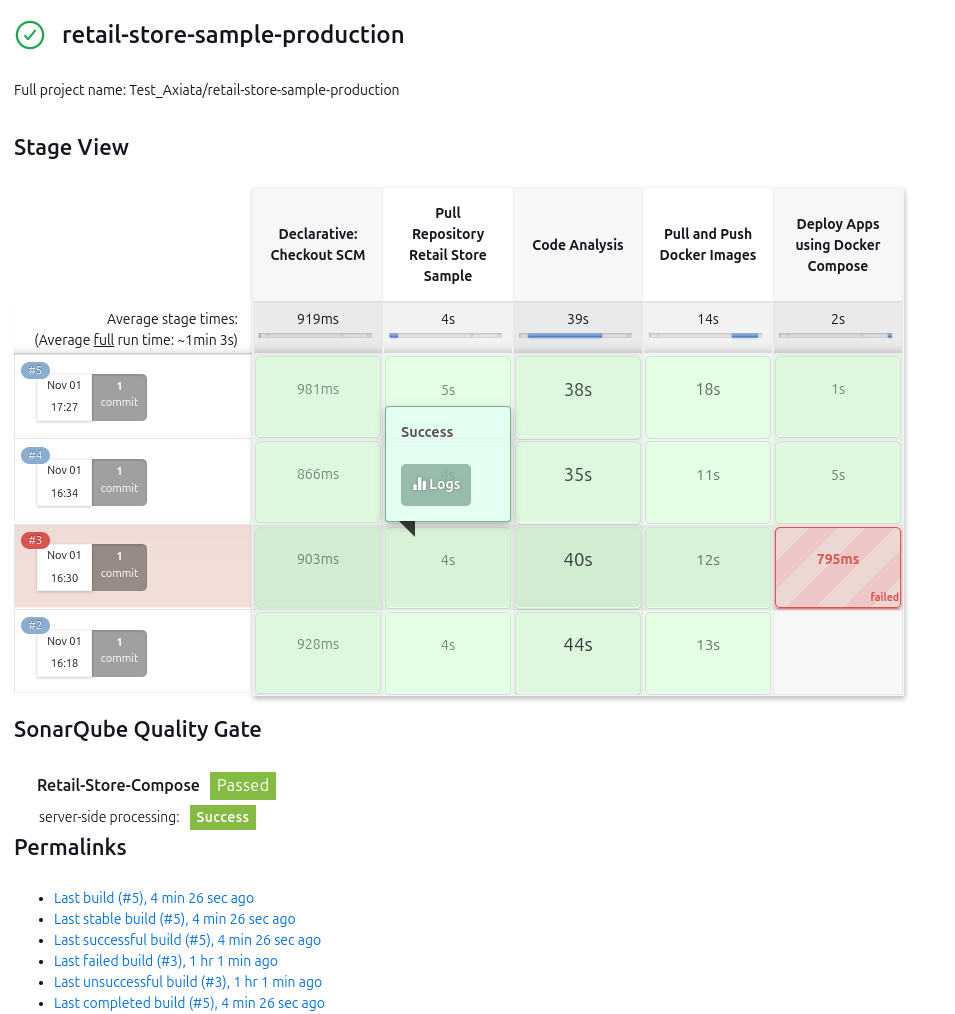 retail-store-sample-production
Full project name: Test_Axiata/retail-store-sample-production
Stage View
Declarative: Checkout SCM
Pull Repository Retail Store Sample
Code Analysis
Pull and Push Docker Images
Deploy Apps using Docker Compose
Average stage times:
(Average full run time: ~1min 3s)
919ms
4s
39s
14s
2s
#5
Nov 01
17:27
1
commit
981ms
5s
38s
18s
1s
Success
Logs
#4
Nov 01
16:34
1
commit
866ms
4s
35s
11s
5s
#3
Nov 01
16:30
1
commit
903ms
4s
40s
12s
795ms
failed
#2
Nov 01
16:18
1
commit
928ms
4s
44s
13s
SonarQube Quality Gate
Retail-Store-Compose Passed
server-side processing: Success
Permalinks
Last build (#5), 4 min 26 sec ago
Last stable build (#5), 4 min 26 sec ago
Last successful build (#5), 4 min 26 sec ago
Last failed build (#3), 1 hr 1 min ago
Last unsuccessful build (#3), 1 hr 1 min ago
Last completed build (#5), 4 min 26 sec ago